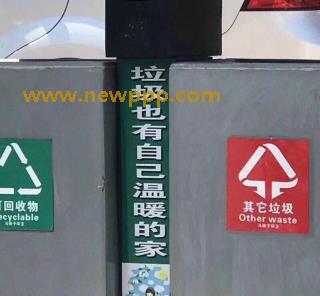 www.newppp.com
垃圾也有自己温暖的家
可回收物
ecyclable
其它垃圾
Other waste